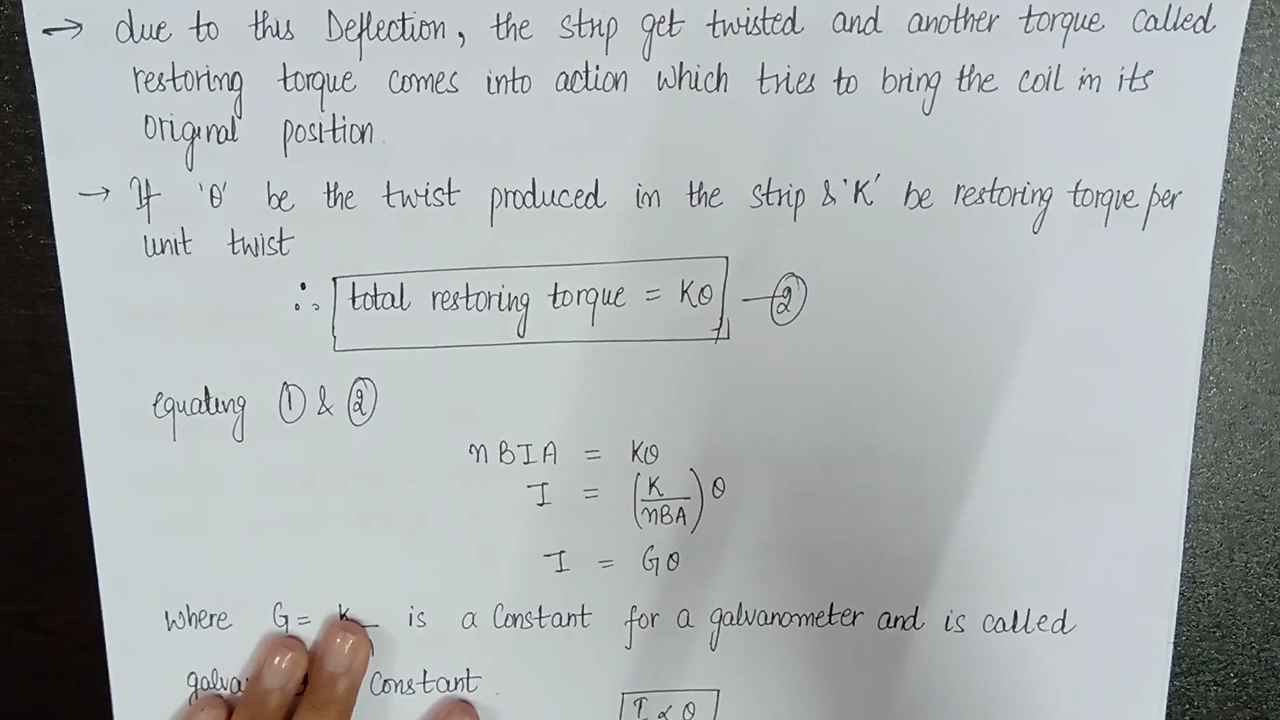 → due to this Deflection, the strip get twisted and another torque called
restoring torque comes into action which tries to bring the coil in its
original position.
→ If 'θ' be the twist produced in the strip & 'K' be restoring torque per
unit twist
∴ total restoring torque = Kθ — ②
equating ① & ②
nBIA = Kθ
I = (K/nBA) θ
I = Gθ
where G = K is a Constant for a galvanometer and is called
constant.
I ∝ θ